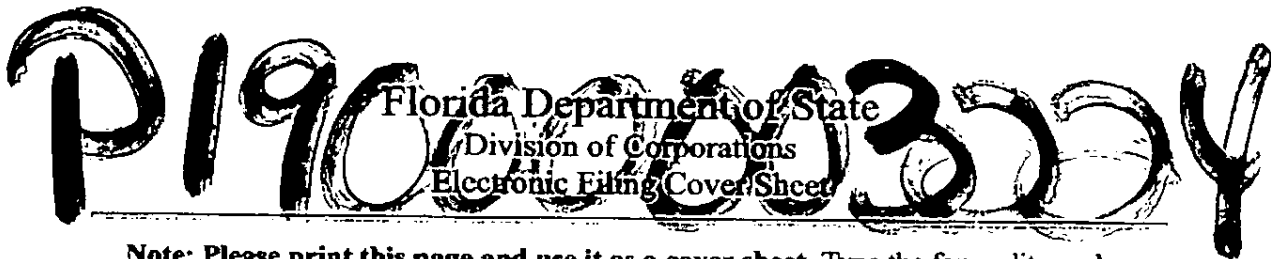 P19000003224
Florida Department of State
Division of Corporations
Electronic Filing Cover Sheet
Note: Please print this page and use it as a cover sheet. Type the fax audit number